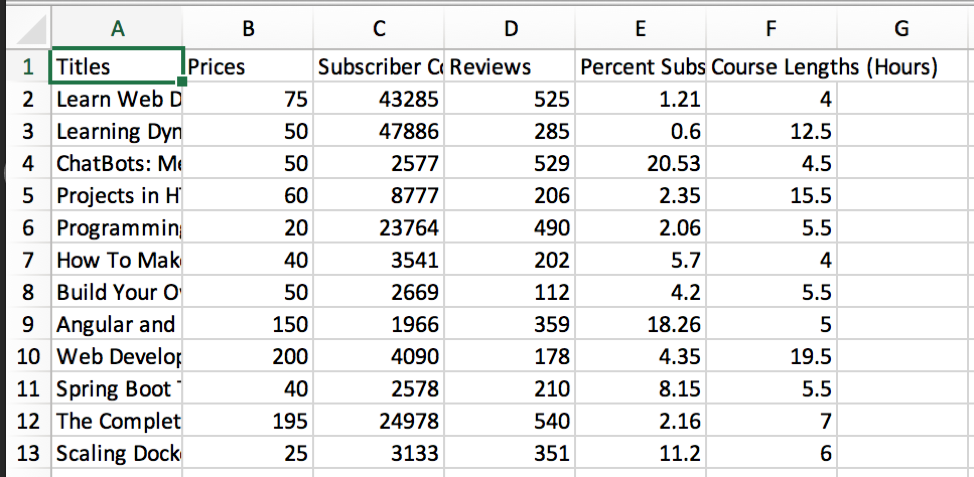 A B C D E F G
1 Titles Prices Subscriber Co Reviews Percent Subs Course Lengths (Hours)
2 Learn Web D 75 43285 525 1.21 4
3 Learning Dyn 50 47886 285 0.6 12.5
4 ChatBots: Me 50 2577 529 20.53 4.5
5 Projects in H 60 8777 206 2.35 15.5
6 Programming 20 23764 490 2.06 5.5
7 How To Mak 40 3541 202 5.7 4
8 Build Your O 50 2669 112 4.2 5.5
9 Angular and 150 1966 359 18.26 5
10 Web Develop 200 4090 178 4.35 19.5
11 Spring Boot 40 2578 210 8.15 5.5
12 The Complet 195 24978 540 2.16 7
13 Scaling Dock 25 3133 351 11.2 6